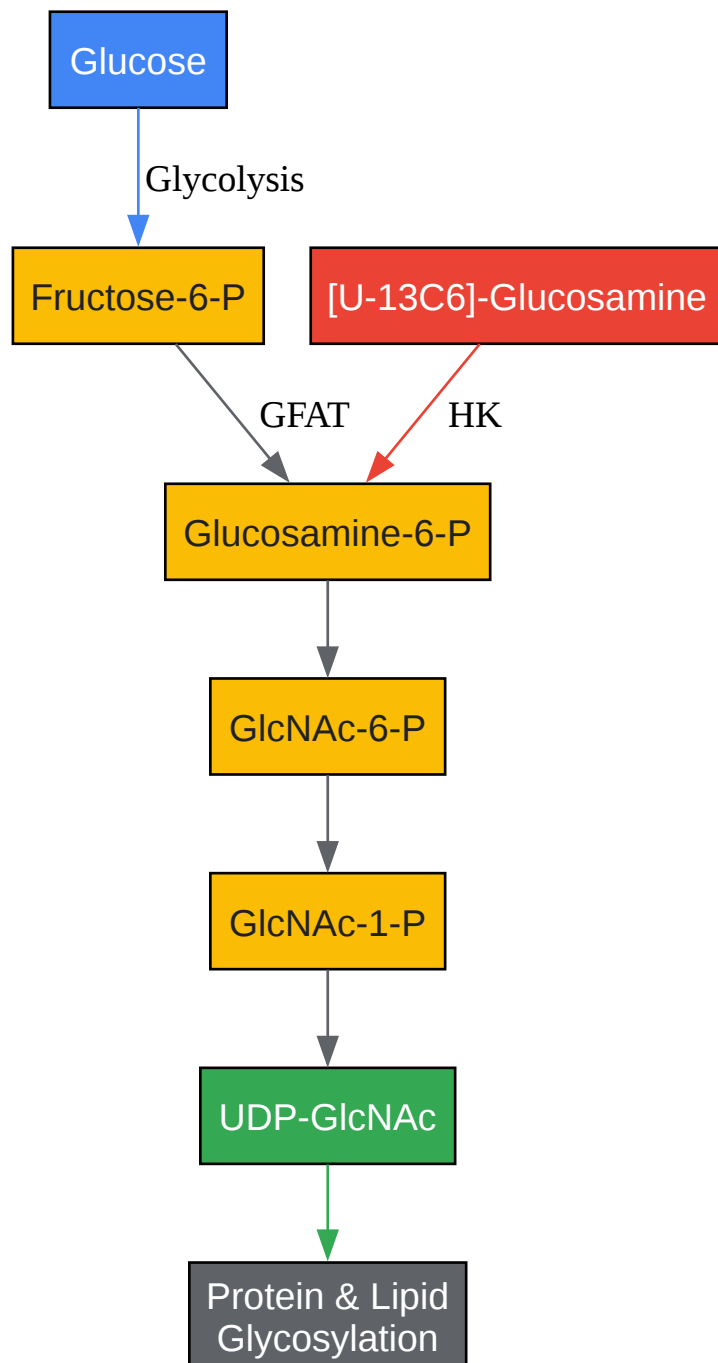 Glucose
Glycolysis
Fructose-6-P
[U-13C6]-Glucosamine
GFAT
HK
Glucosamine-6-P
GlcNAc-6-P
GlcNAc-1-P
UDP-GlcNAc
Protein & Lipid
Glycosylation